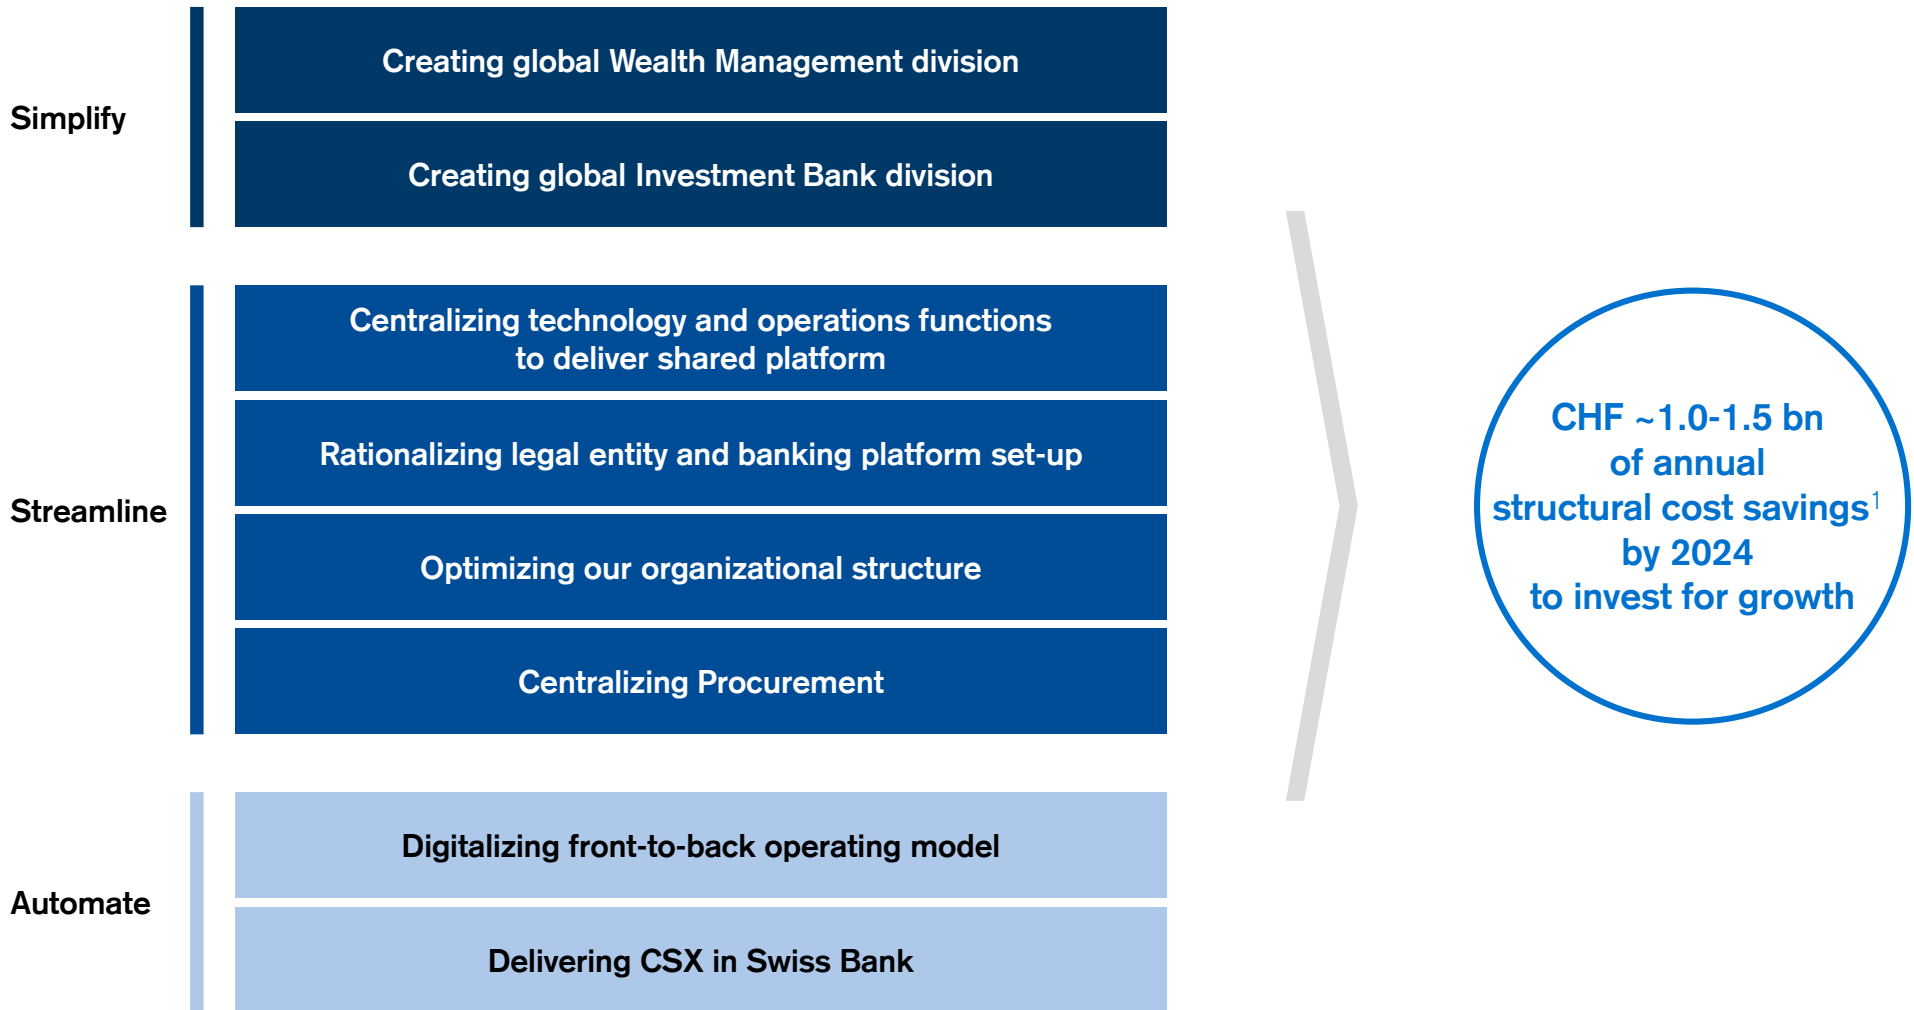 Simplify
Creating global Wealth Management division
Creating global Investment Bank division
Streamline
Centralizing technology and operations functions
to deliver shared platform
Rationalizing legal entity and banking platform set-up
Optimizing our organizational structure
Centralizing Procurement
Automate
Digitalizing front-to-back operating model
Delivering CSX in Swiss Bank
CHF ~1.0-1.5 bn
of annual
structural cost savings¹
by 2024
to invest for growth